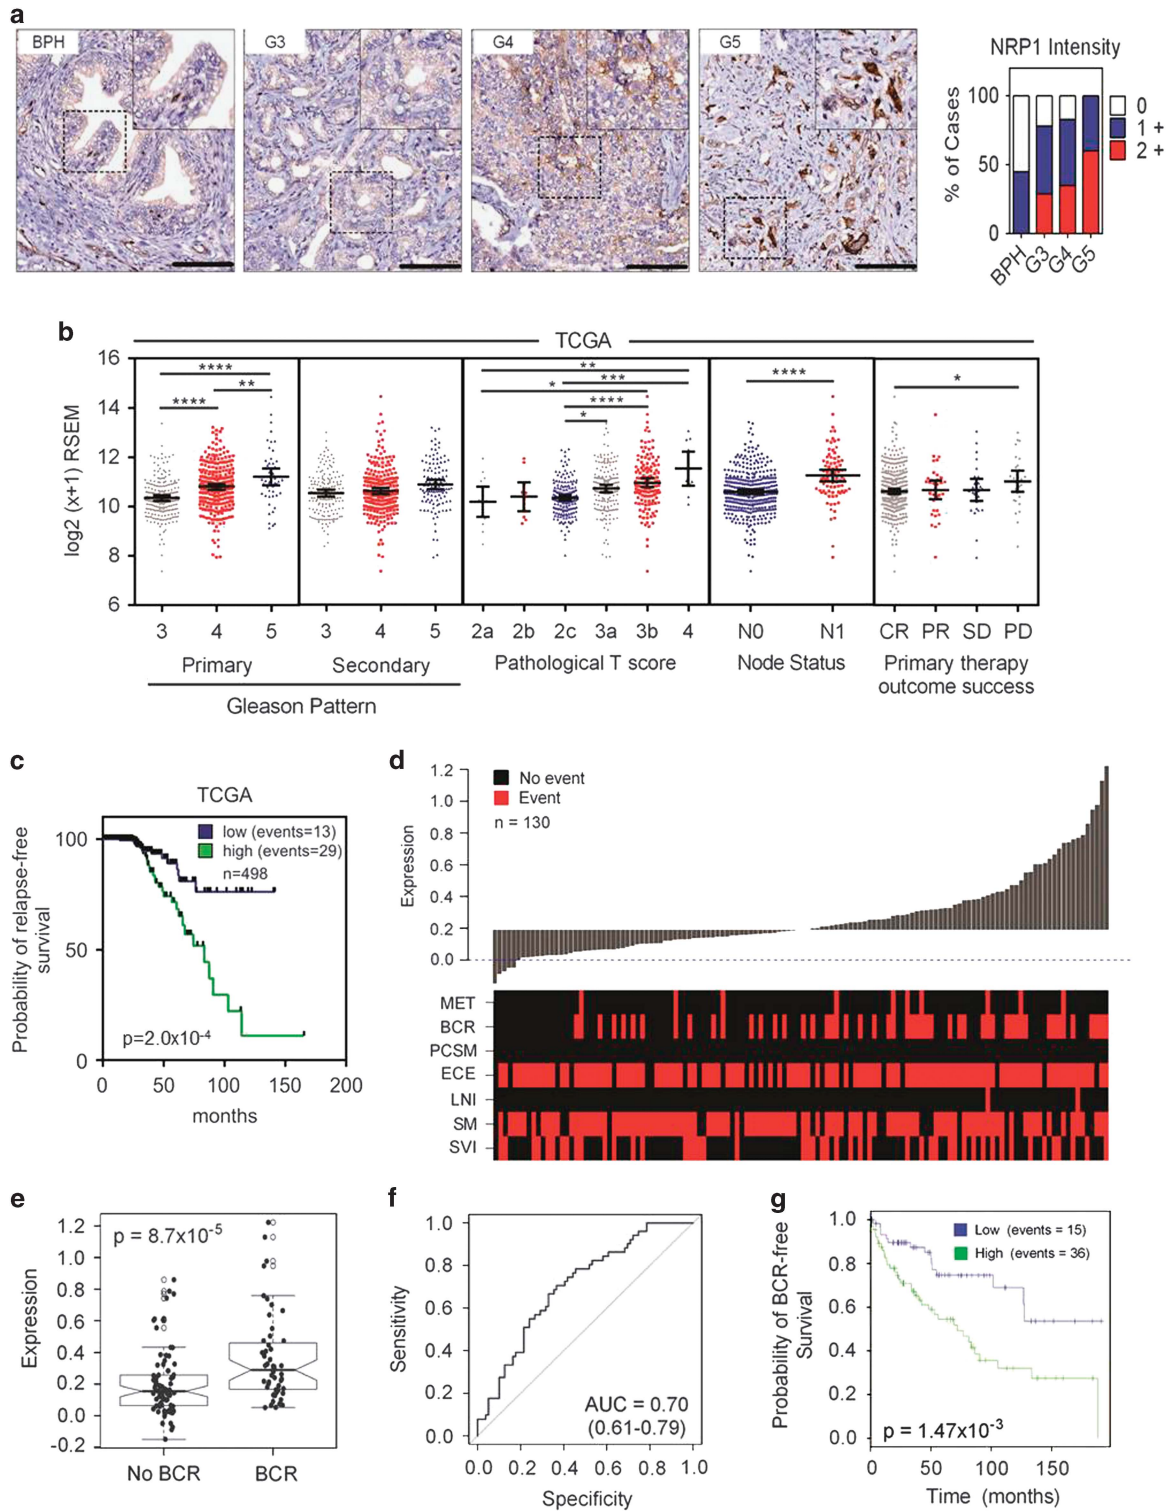 a
BPH
G3
G4
G5
NRP1 Intensity
% of Cases
100
50
0
BPH
G3
G4
G5
0
1 +
2 +
b
TCGA
log2 (x+1) RSEM
16
14
12
10
8
6
****
**
****
**
***
*
****
*
****
*
3 4 5
3 4 5
2a 2b 2c 3a 3b 4
N0 N1
CR PR SD PD
Primary
Secondary
Gleason Pattern
Pathological T score
Node Status
Primary therapy
outcome success
c
TCGA
low (events=13)
high (events=29)
n=498
Probability of relapse-free
survival
100
50
0
p=2.0x10-4
0 50 100 150 200
months
d
No event
Event
n = 130
Expression
1.2
1.0
0.8
0.6
0.4
0.2
0.0
MET
BCR
PCSM
ECE
LNI
SM
SVI
e
p = 8.7x10-5
Expression
1.2
1.0
0.8
0.6
0.4
0.2
0.0
-0.2
No BCR
BCR
f
Sensitivity
1.0
0.8
0.6
0.4
0.2
0.0
AUC = 0.70
(0.61-0.79)
0.0 0.2 0.4 0.6 0.8 1.0
Specificity
g
Low (events = 15)
High (events = 36)
Probability of BCR-free
Survival
1.0
0.8
0.6
0.4
0.2
0.0
p = 1.47x10-3
0 50 100 150
Time (months)